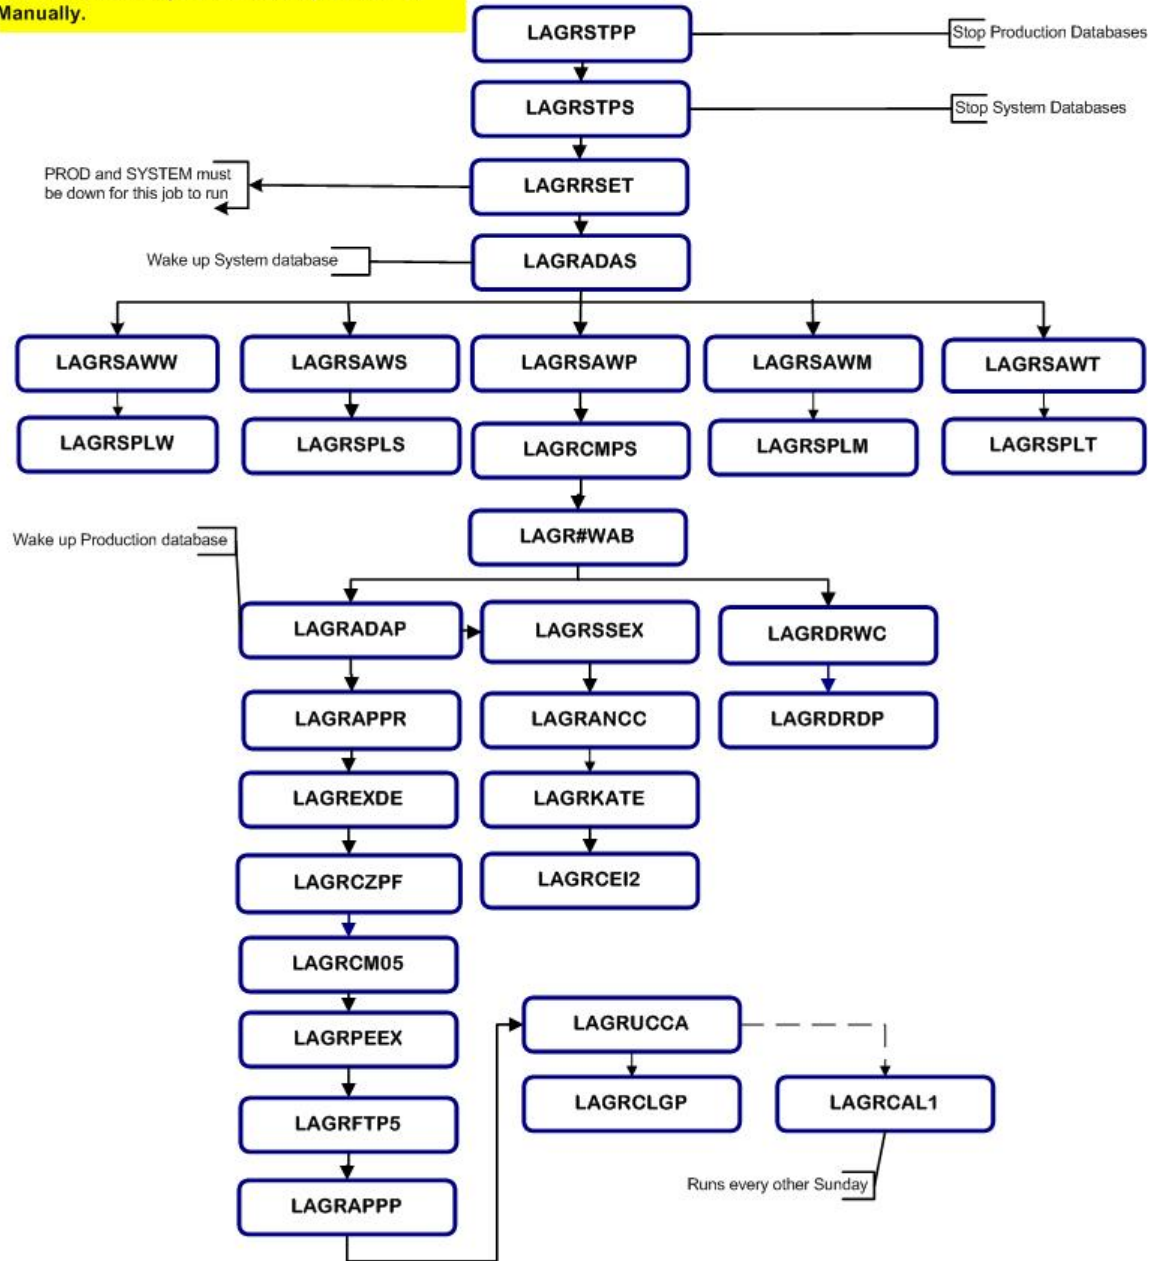 Manually.
LAGRSTPP
Stop Production Databases
LAGRSTPS
Stop System Databases
PROD and SYSTEM must
be down for this job to run
LAGRRSET
Wake up System database
LAGRADAS
LAGRSAWW
LAGRSAWS
LAGRSAWP
LAGRSAWM
LAGRSAWT
LAGRSPLW
LAGRSPLS
LAGRCMPS
LAGRSPLM
LAGRSPLT
LAGR#WAB
Wake up Production database
LAGRADAP
LAGRSSEX
LAGRDRWC
LAGRAPPR
LAGRANCC
LAGRDRDP
LAGREXDE
LAGRKATE
LAGRCZPF
LAGRCEI2
LAGRCM05
LAGRPEEX
LAGRUCCA
LAGRFTP5
LAGRCLGP
LAGRCAL1
Runs every other Sunday
LAGRAPPP